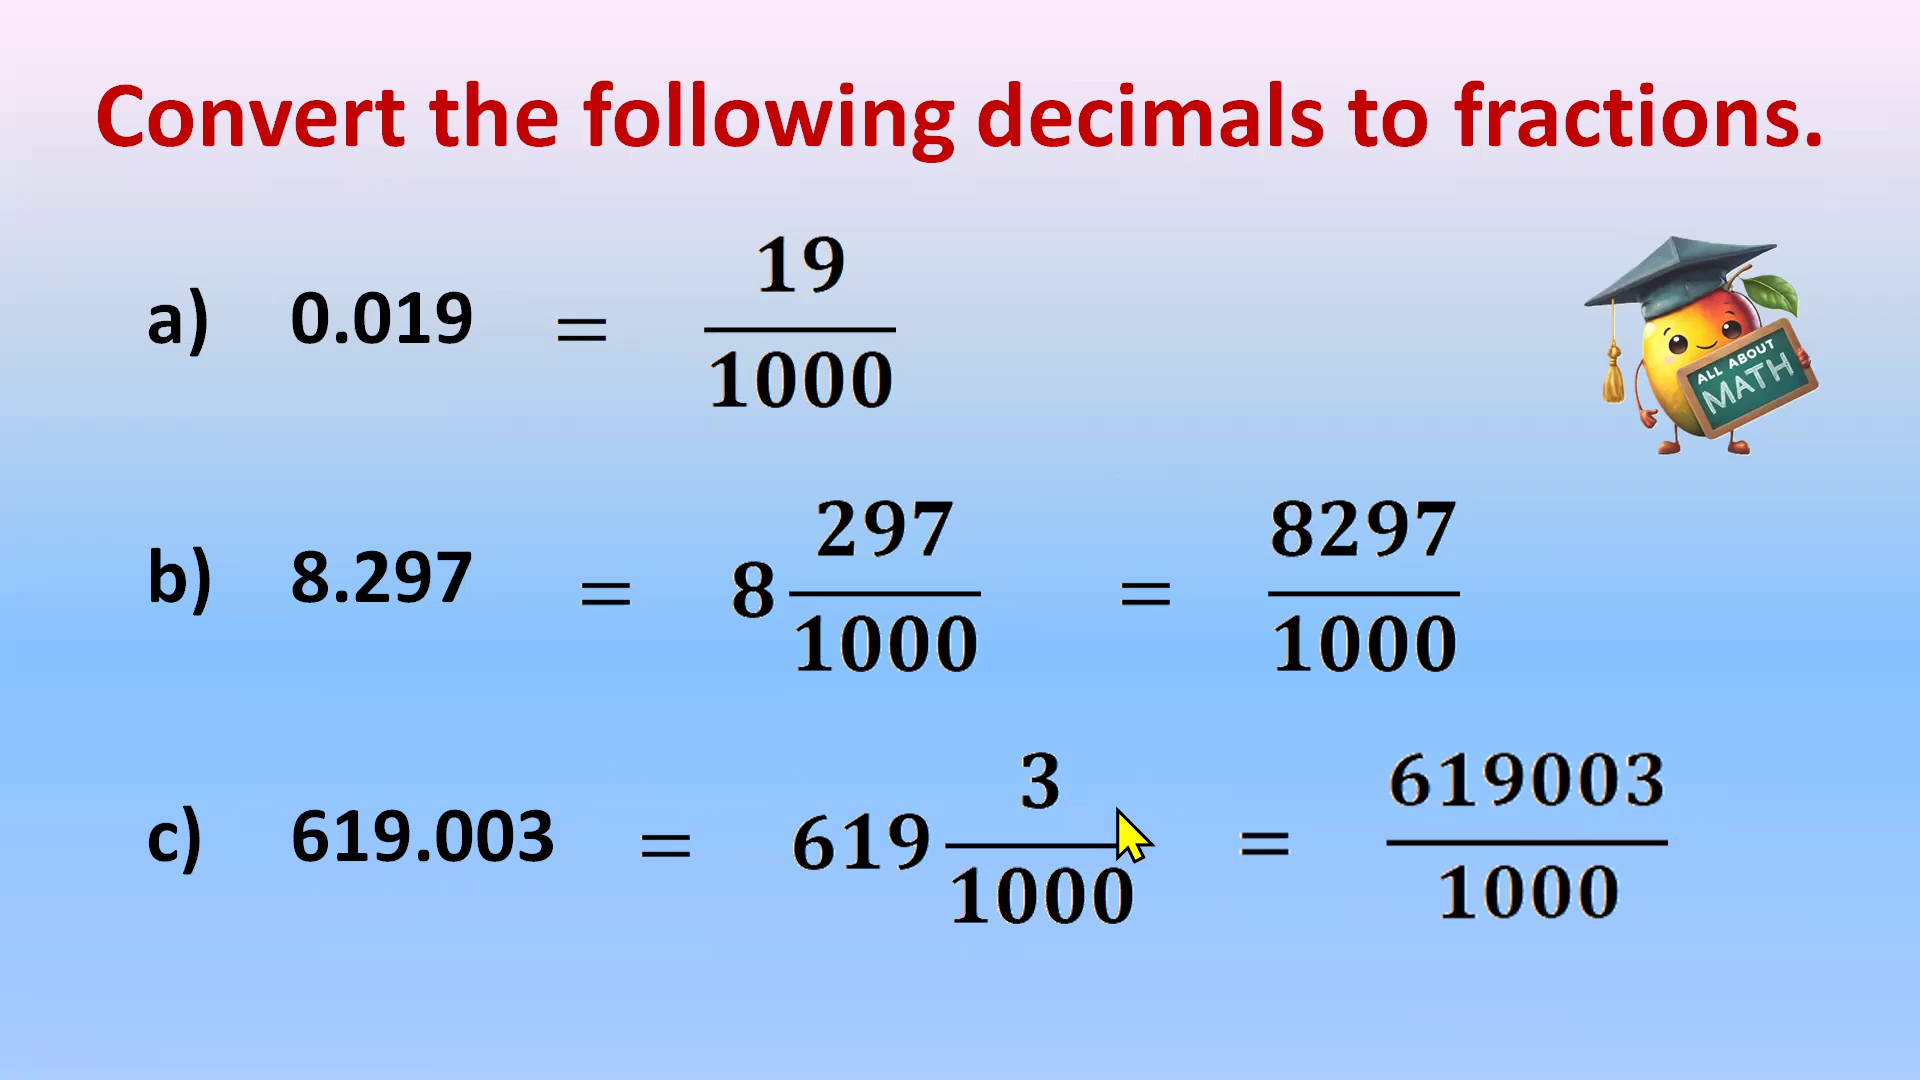 Convert the following decimals to fractions.
a) 0.019 = 19/1000
b) 8.297 = 8 297/1000 = 8297/1000
c) 619.003 = 619 3/1000 = 619003/1000
ALL ABOUT
MATH